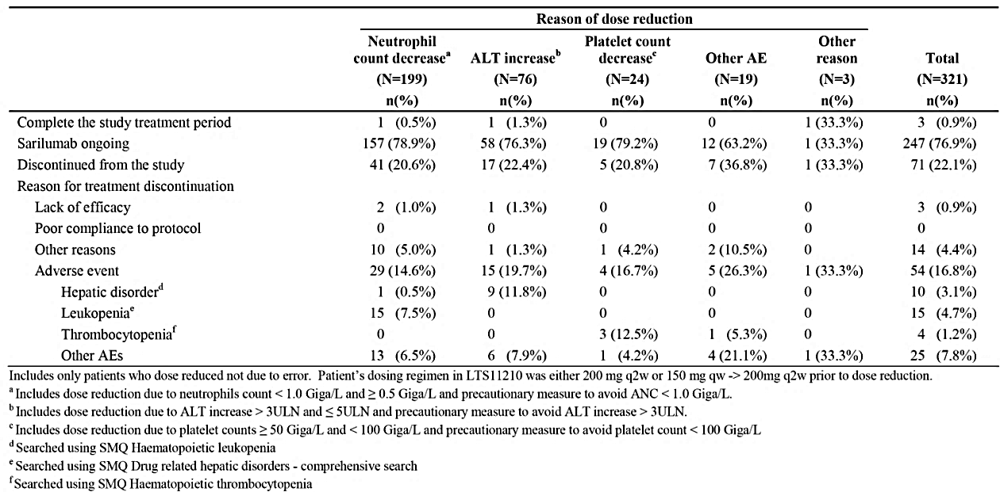 Reason of dose reduction
Neutrophil count decreaseᵃ ALT increaseᵇ Platelet count decreaseᶜ Other AE Other reason Total
(N=199) (N=76) (N=24) (N=19) (N=3) (N=321)
n(%) n(%) n(%) n(%) n(%) n(%)
Complete the study treatment period 1 (0.5%) 1 (1.3%) 0 0 1 (33.3%) 3 (0.9%)
Sarilumab ongoing 157 (78.9%) 58 (76.3%) 19 (79.2%) 12 (63.2%) 1 (33.3%) 247 (76.9%)
Discontinued from the study 41 (20.6%) 17 (22.4%) 5 (20.8%) 7 (36.8%) 1 (33.3%) 71 (22.1%)
Reason for treatment discontinuation
Lack of efficacy 2 (1.0%) 1 (1.3%) 0 0 0 3 (0.9%)
Poor compliance to protocol 0 0 0 0 0 0
Other reasons 10 (5.0%) 1 (1.3%) 1 (4.2%) 2 (10.5%) 0 14 (4.4%)
Adverse event 29 (14.6%) 15 (19.7%) 4 (16.7%) 5 (26.3%) 1 (33.3%) 54 (16.8%)
Hepatic disorderᵈ 1 (0.5%) 9 (11.8%) 0 0 0 10 (3.1%)
Leukopeniaᵉ 15 (7.5%) 0 0 0 0 15 (4.7%)
Thrombocytopeniaᶠ 0 0 3 (12.5%) 1 (5.3%) 0 4 (1.2%)
Other AEs 13 (6.5%) 6 (7.9%) 1 (4.2%) 4 (21.1%) 1 (33.3%) 25 (7.8%)
Includes only patients who dose reduced not due to error. Patient's dosing regimen in LTS11210 was either 200 mg q2w or 150 mg qw -> 200mg q2w prior to dose reduction.
ᵃ Includes dose reduction due to neutrophils count < 1.0 Giga/L and ≥ 0.5 Giga/L and precautionary measure to avoid ANC < 1.0 Giga/L.
ᵇ Includes dose reduction due to ALT increase > 3ULN and ≤ 5ULN and precautionary measure to avoid ALT increase > 3ULN.
ᶜ Includes dose reduction due to platelet counts ≥ 50 Giga/L and < 100 Giga/L and precautionary measure to avoid platelet count < 100 Giga/L
ᵈ Searched using SMQ Haematopoietic leukopenia
ᵉ Searched using SMQ Drug related hepatic disorders - comprehensive search
ᶠ Searched using SMQ Haematopoietic thrombocytopenia